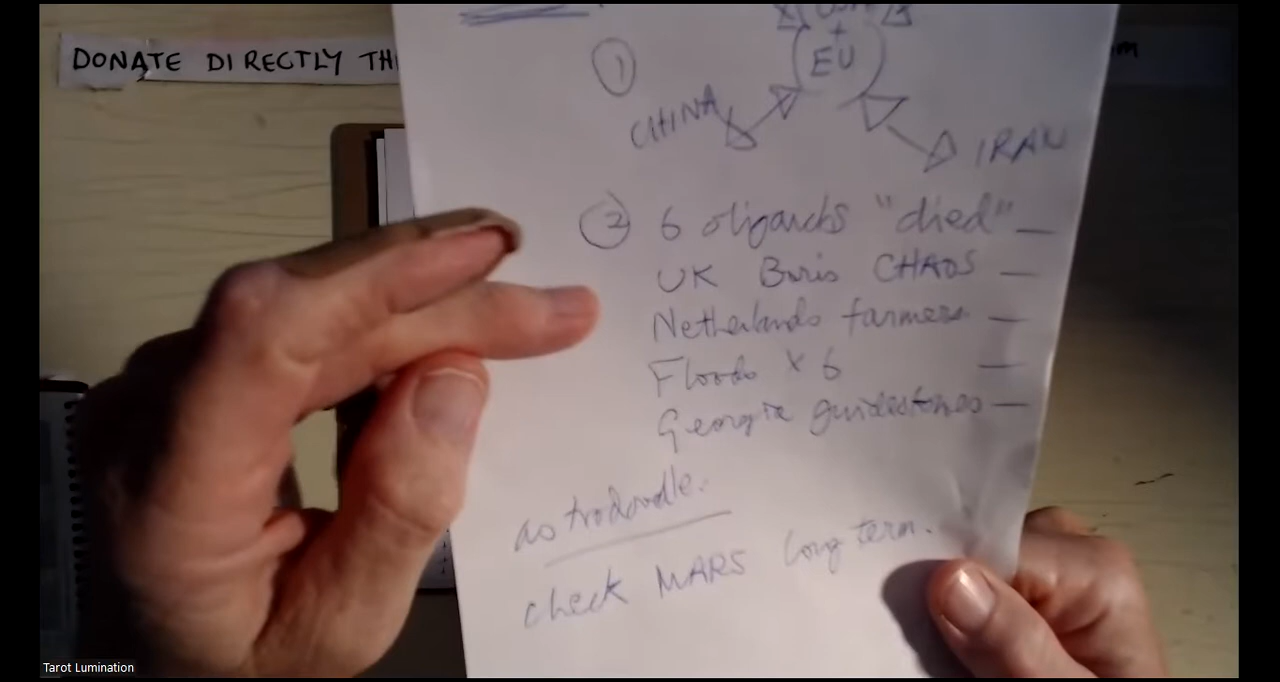 DONATE DIRECTLY TH
①
+
EU
CHINA
IRAN
② 6 oligarchs "died" —
UK Boris CHAOS —
Netherlands farmers —
Floods x 6 —
Georgia guidestones —
astrodoodle.
check MARS long term.
Tarot Lumination